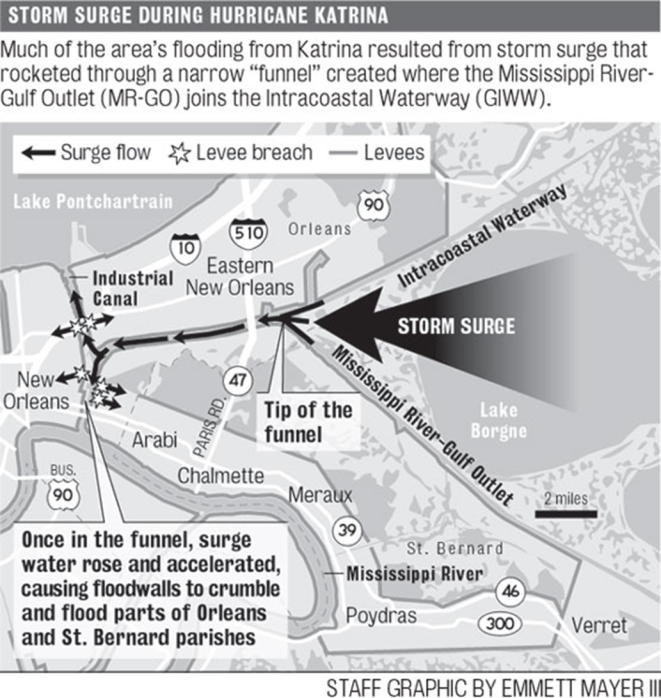 STORM SURGE DURING HURRICANE KATRINA
Much of the area's flooding from Katrina resulted from storm surge that
rocketed through a narrow “funnel” created where the Mississippi River-
Gulf Outlet (MR-GO) joins the Intracoastal Waterway (GIWW).
Surge flow
Levee breach
Levees
Lake Pontchartrain
90
510
10
Orleans
Intracoastal Waterway
Industrial
Canal
Eastern
New Orleans
STORM SURGE
New
Orleans
47
PARIS RD.
Tip of the
funnel
Mississippi River-Gulf Outlet
Lake
Borgne
Arabi
BUS.
90
Chalmette
Meraux
2 miles
39
Once in the funnel, surge
water rose and accelerated,
causing floodwalls to crumble
and flood parts of Orleans
and St. Bernard parishes
St. Bernard
Mississippi River
46
Poydras
300
Verret
STAFF GRAPHIC BY EMMETT MAYER III